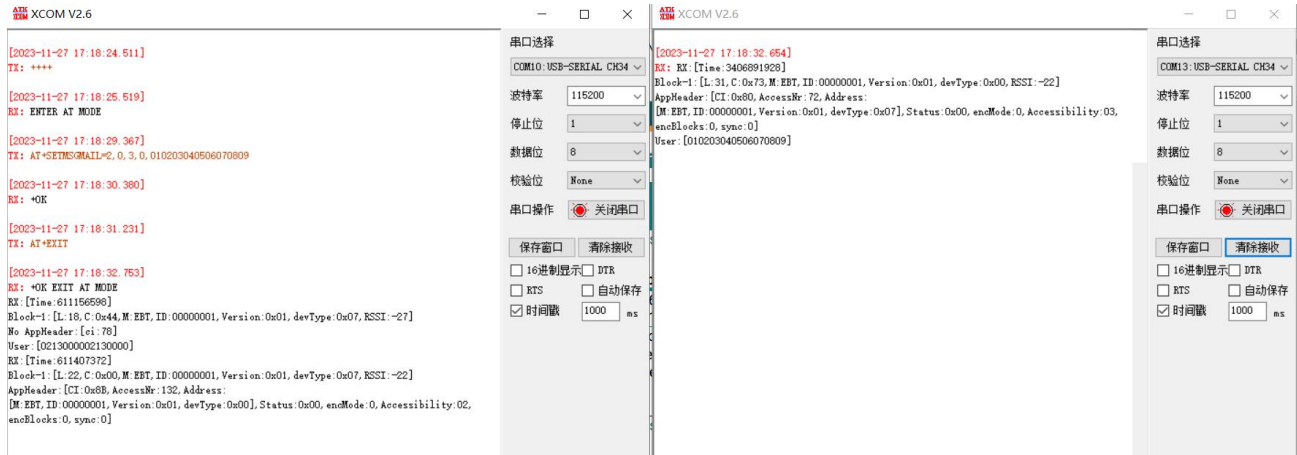 XCOM V2.6
[2023-11-27 17:18:24.511]
TX: ++++
[2023-11-27 17:18:25.519]
RX: ENTER AT MODE
[2023-11-27 17:18:29.367]
TX: AT+SETMSGMAIL=2,0,3,0,010203040506070809
[2023-11-27 17:18:30.380]
RX: +OK
[2023-11-27 17:18:31.231]
TX: AT+EXIT
[2023-11-27 17:18:32.753]
RX: +OK EXIT AT MODE
RX:[Time:611156598]
Block-1:[L:18,C:0x44,M:EBT,ID:00000001,Version:0x01,devType:0x07,RSSI:-27]
No AppHeader:[ci:78]
User:[0213000002130000]
RX:[Time:611407372]
Block-1:[L:22,C:0x00,M:EBT,ID:00000001,Version:0x01,devType:0x07,RSSI:-22]
AppHeader:[CI:0x8B,AccessNr:132,Address:
[M:EBT,ID:00000001,Version:0x01,devType:0x00],Status:0x00,encMode:0,Accessibility:02,
encBlocks:0,sync:0]
串口选择
COM10:USB-SERIAL CH34
波特率 115200
停止位 1
数据位 8
校验位 None
串口操作 关闭串口
保存窗口 清除接收
16进制显示 DTR
RTS 自动保存
时间戳 1000 ms
XCOM V2.6
[2023-11-27 17:18:32.654]
RX: RX:[Time:3406891928]
Block-1:[L:31,C:0x73,M:EBT,ID:00000001,Version:0x01,devType:0x00,RSSI:-22]
AppHeader:[CI:0x80,AccessNr:72,Address:
[M:EBT,ID:00000001,Version:0x01,devType:0x07],Status:0x00,encMode:0,Accessibility:03,
encBlocks:0,sync:0]
User:[010203040506070809]
串口选择
COM13:USB-SERIAL CH34
波特率 115200
停止位 1
数据位 8
校验位 None
串口操作 关闭串口
保存窗口 清除接收
16进制显示 DTR
RTS 自动保存
时间戳 1000 ms